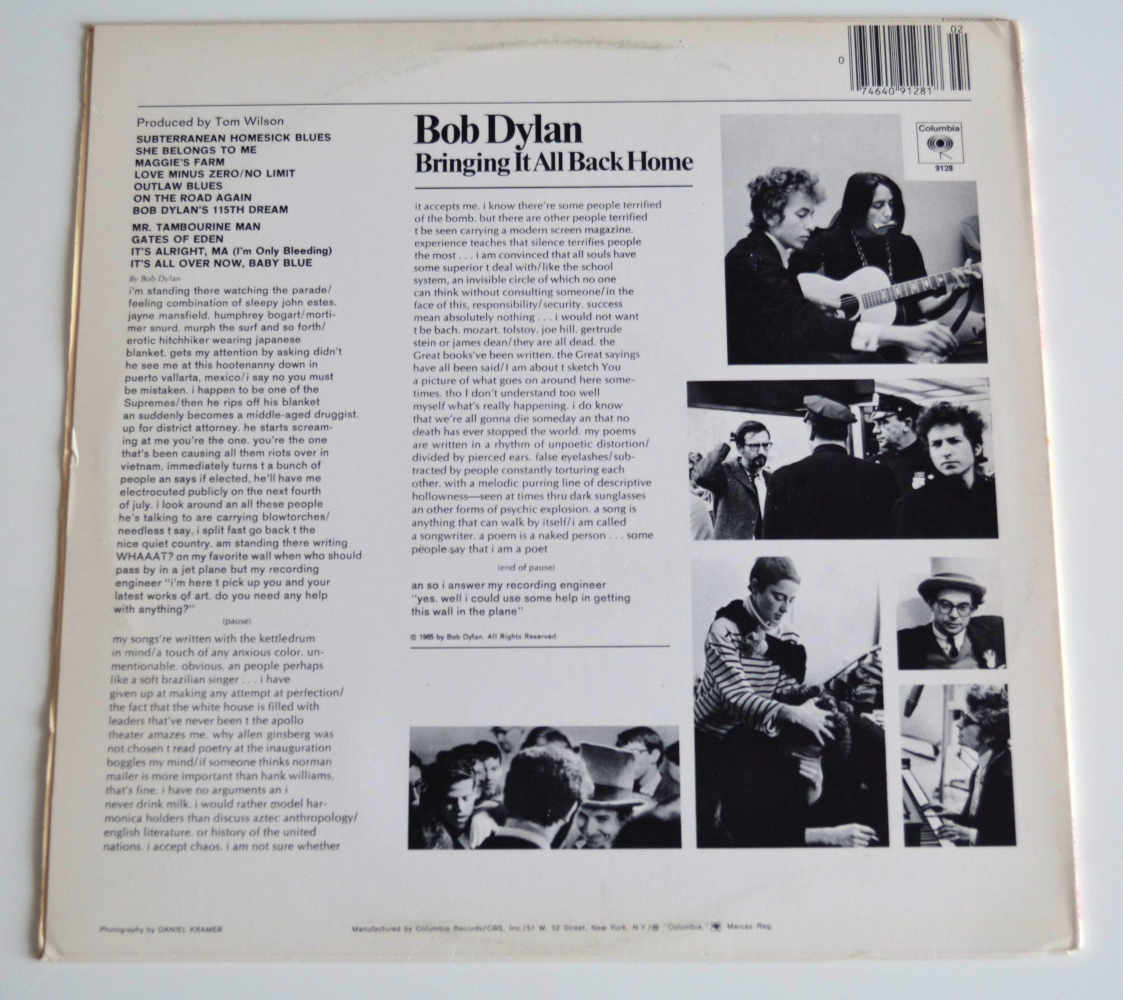 02
0
74640 91281
Produced by Tom Wilson
SUBTERRANEAN HOMESICK BLUES
SHE BELONGS TO ME
MAGGIE'S FARM
LOVE MINUS ZERO/NO LIMIT
OUTLAW BLUES
ON THE ROAD AGAIN
BOB DYLAN'S 115TH DREAM
MR. TAMBOURINE MAN
GATES OF EDEN
IT'S ALRIGHT, MA (I'm Only Bleeding)
IT'S ALL OVER NOW, BABY BLUE
By Bob Dylan
i'm standing there watching the parade/
feeling combination of sleepy john estes.
jayne mansfield. humphrey bogart/morti-
mer snurd. murph the surf and so forth/
erotic hitchhiker wearing japanese
blanket. gets my attention by asking didn't
he see me at this hootenanny down in
puerto vallarta, mexico/i say no you must
be mistaken. i happen to be one of the
Supremes/then he rips off his blanket
an suddenly becomes a middle-aged druggist.
up for district attorney. he starts scream-
ing at me you're the one. you're the one
that's been causing all them riots over in
vietnam. immediately turns t a bunch of
people an says if elected, he'll have me
electrocuted publicly on the next fourth
of july. i look around an all these people
he's talking to are carrying blowtorches/
needless t say, i split fast go back t the
nice quiet country. am standing there writing
WHAAAT? on my favorite wall when who should
pass by in a jet plane but my recording
engineer "i'm here t pick up you and your
latest works of art. do you need any help
with anything?"
(pause)
my songs're written with the kettledrum
in mind/a touch of any anxious color. un-
mentionable. obvious. an people perhaps
like a soft brazilian singer . . . i have
given up at making any attempt at perfection/
the fact that the white house is filled with
leaders that've never been t the apollo
theater amazes me. why allen ginsberg was
not chosen t read poetry at the inauguration
boggles my mind/if someone thinks norman
mailer is more important than hank williams,
that's fine. i have no arguments an i
never drink milk. i would rather model har-
monica holders than discuss aztec anthropology/
english literature. or history of the united
nations. i accept chaos. i am not sure whether
Bob Dylan
Bringing It All Back Home
it accepts me. i know there're some people terrified
of the bomb. but there are other people terrified
t be seen carrying a modern screen magazine.
experience teaches that silence terrifies people
the most . . . i am convinced that all souls have
some superior t deal with/like the school
system, an invisible circle of which no one
can think without consulting someone/in the
face of this, responsibility/security. success
mean absolutely nothing . . . i would not want
t be bach. mozart. tolstoy. joe hill. gertrude
stein or james dean/they are all dead. the
Great books've been written. the Great sayings
have all been said/I am about t sketch You
a picture of what goes on around here some-
times. tho I don't understand too well
myself what's really happening. i do know
that we're all gonna die someday an that no
death has ever stopped the world. my poems
are written in a rhythm of unpoetic distortion/
divided by pierced ears. false eyelashes/sub-
tracted by people constantly torturing each
other. with a melodic purring line of descriptive
hollowness—seen at times thru dark sunglasses
an other forms of psychic explosion. a song is
anything that can walk by itself/i am called
a songwriter. a poem is a naked person . . . some
people say that i am a poet
(end of pause)
an so i answer my recording engineer
"yes. well i could use some help in getting
this wall in the plane"
© 1965 by Bob Dylan. All Rights Reserved
Columbia
9128
Photography by DANIEL KRAMER
Manufactured by Columbia Records/CBS, Inc./51 W. 52 Street, New York, N.Y./® "Columbia," Marcas Reg.